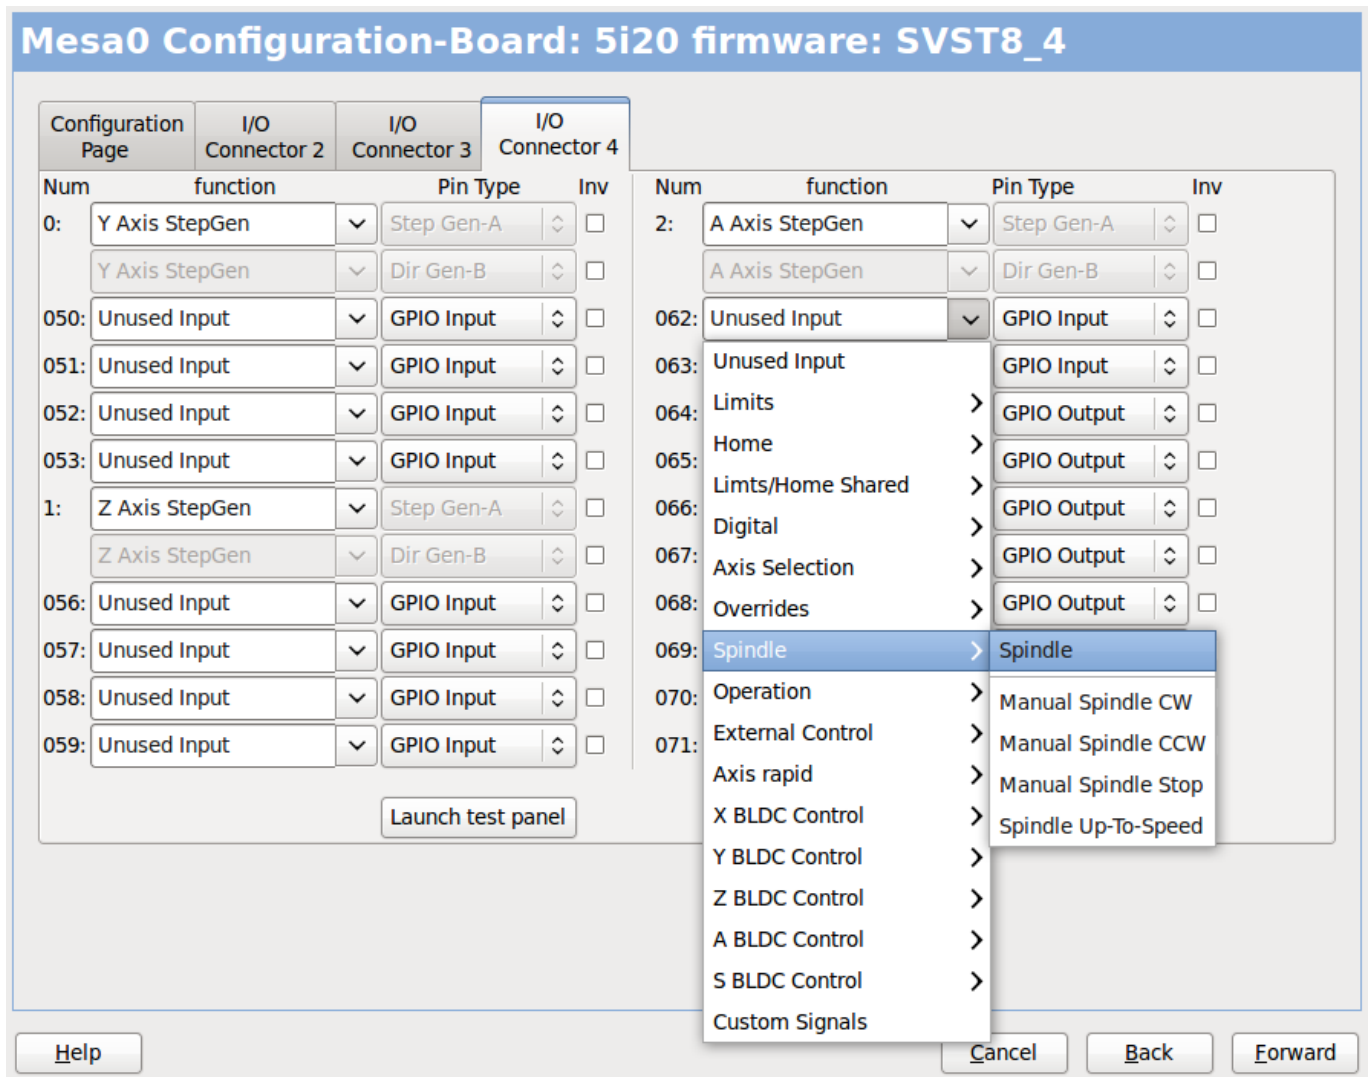 Mesa0 Configuration-Board: 5i20 firmware: SVST8_4
Configuration Page
I/O Connector 2
I/O Connector 3
I/O Connector 4
Num function Pin Type Inv
0: Y Axis StepGen Step Gen-A
Y Axis StepGen Dir Gen-B
050: Unused Input GPIO Input
051: Unused Input GPIO Input
052: Unused Input GPIO Input
053: Unused Input GPIO Input
1: Z Axis StepGen Step Gen-A
Z Axis StepGen Dir Gen-B
056: Unused Input GPIO Input
057: Unused Input GPIO Input
058: Unused Input GPIO Input
059: Unused Input GPIO Input
Launch test panel
Num function Pin Type Inv
2: A Axis StepGen Step Gen-A
A Axis StepGen Dir Gen-B
062: Unused Input GPIO Input
063: GPIO Input
064: GPIO Output
065: GPIO Output
066: GPIO Output
067: GPIO Output
068: GPIO Output
069:
070:
071:
Unused Input
Limits
Home
Limts/Home Shared
Digital
Axis Selection
Overrides
Spindle
Operation
External Control
Axis rapid
X BLDC Control
Y BLDC Control
Z BLDC Control
A BLDC Control
S BLDC Control
Custom Signals
Spindle
Manual Spindle CW
Manual Spindle CCW
Manual Spindle Stop
Spindle Up-To-Speed
Help
Cancel
Back
Forward